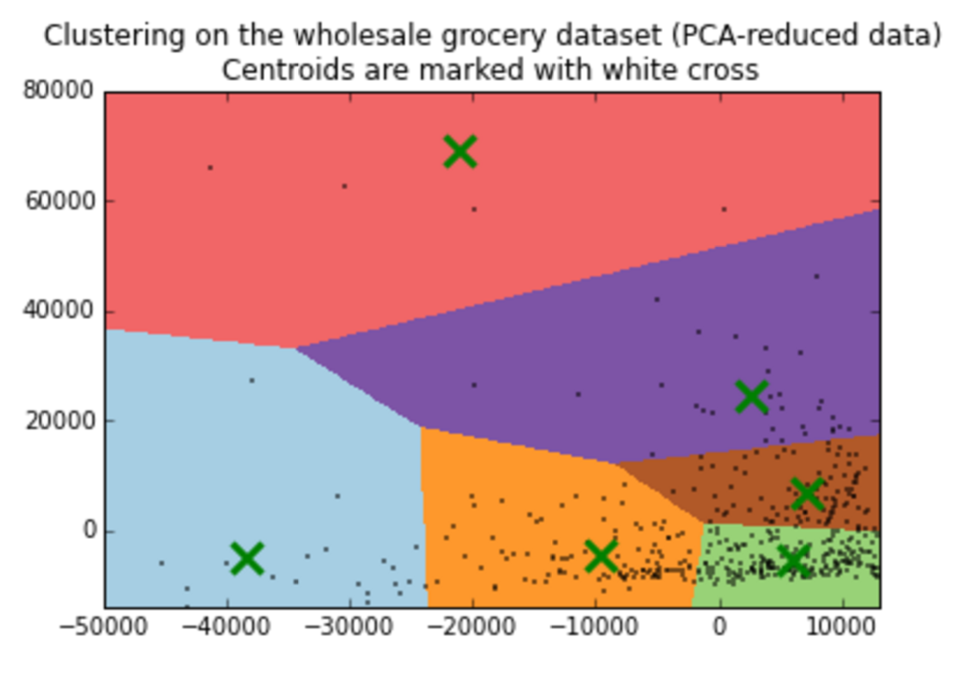 Clustering on the wholesale grocery dataset (PCA-reduced data)
Centroids are marked with white cross
80000
60000
40000
20000
0
−50000 −40000 −30000 −20000 −10000 0 10000